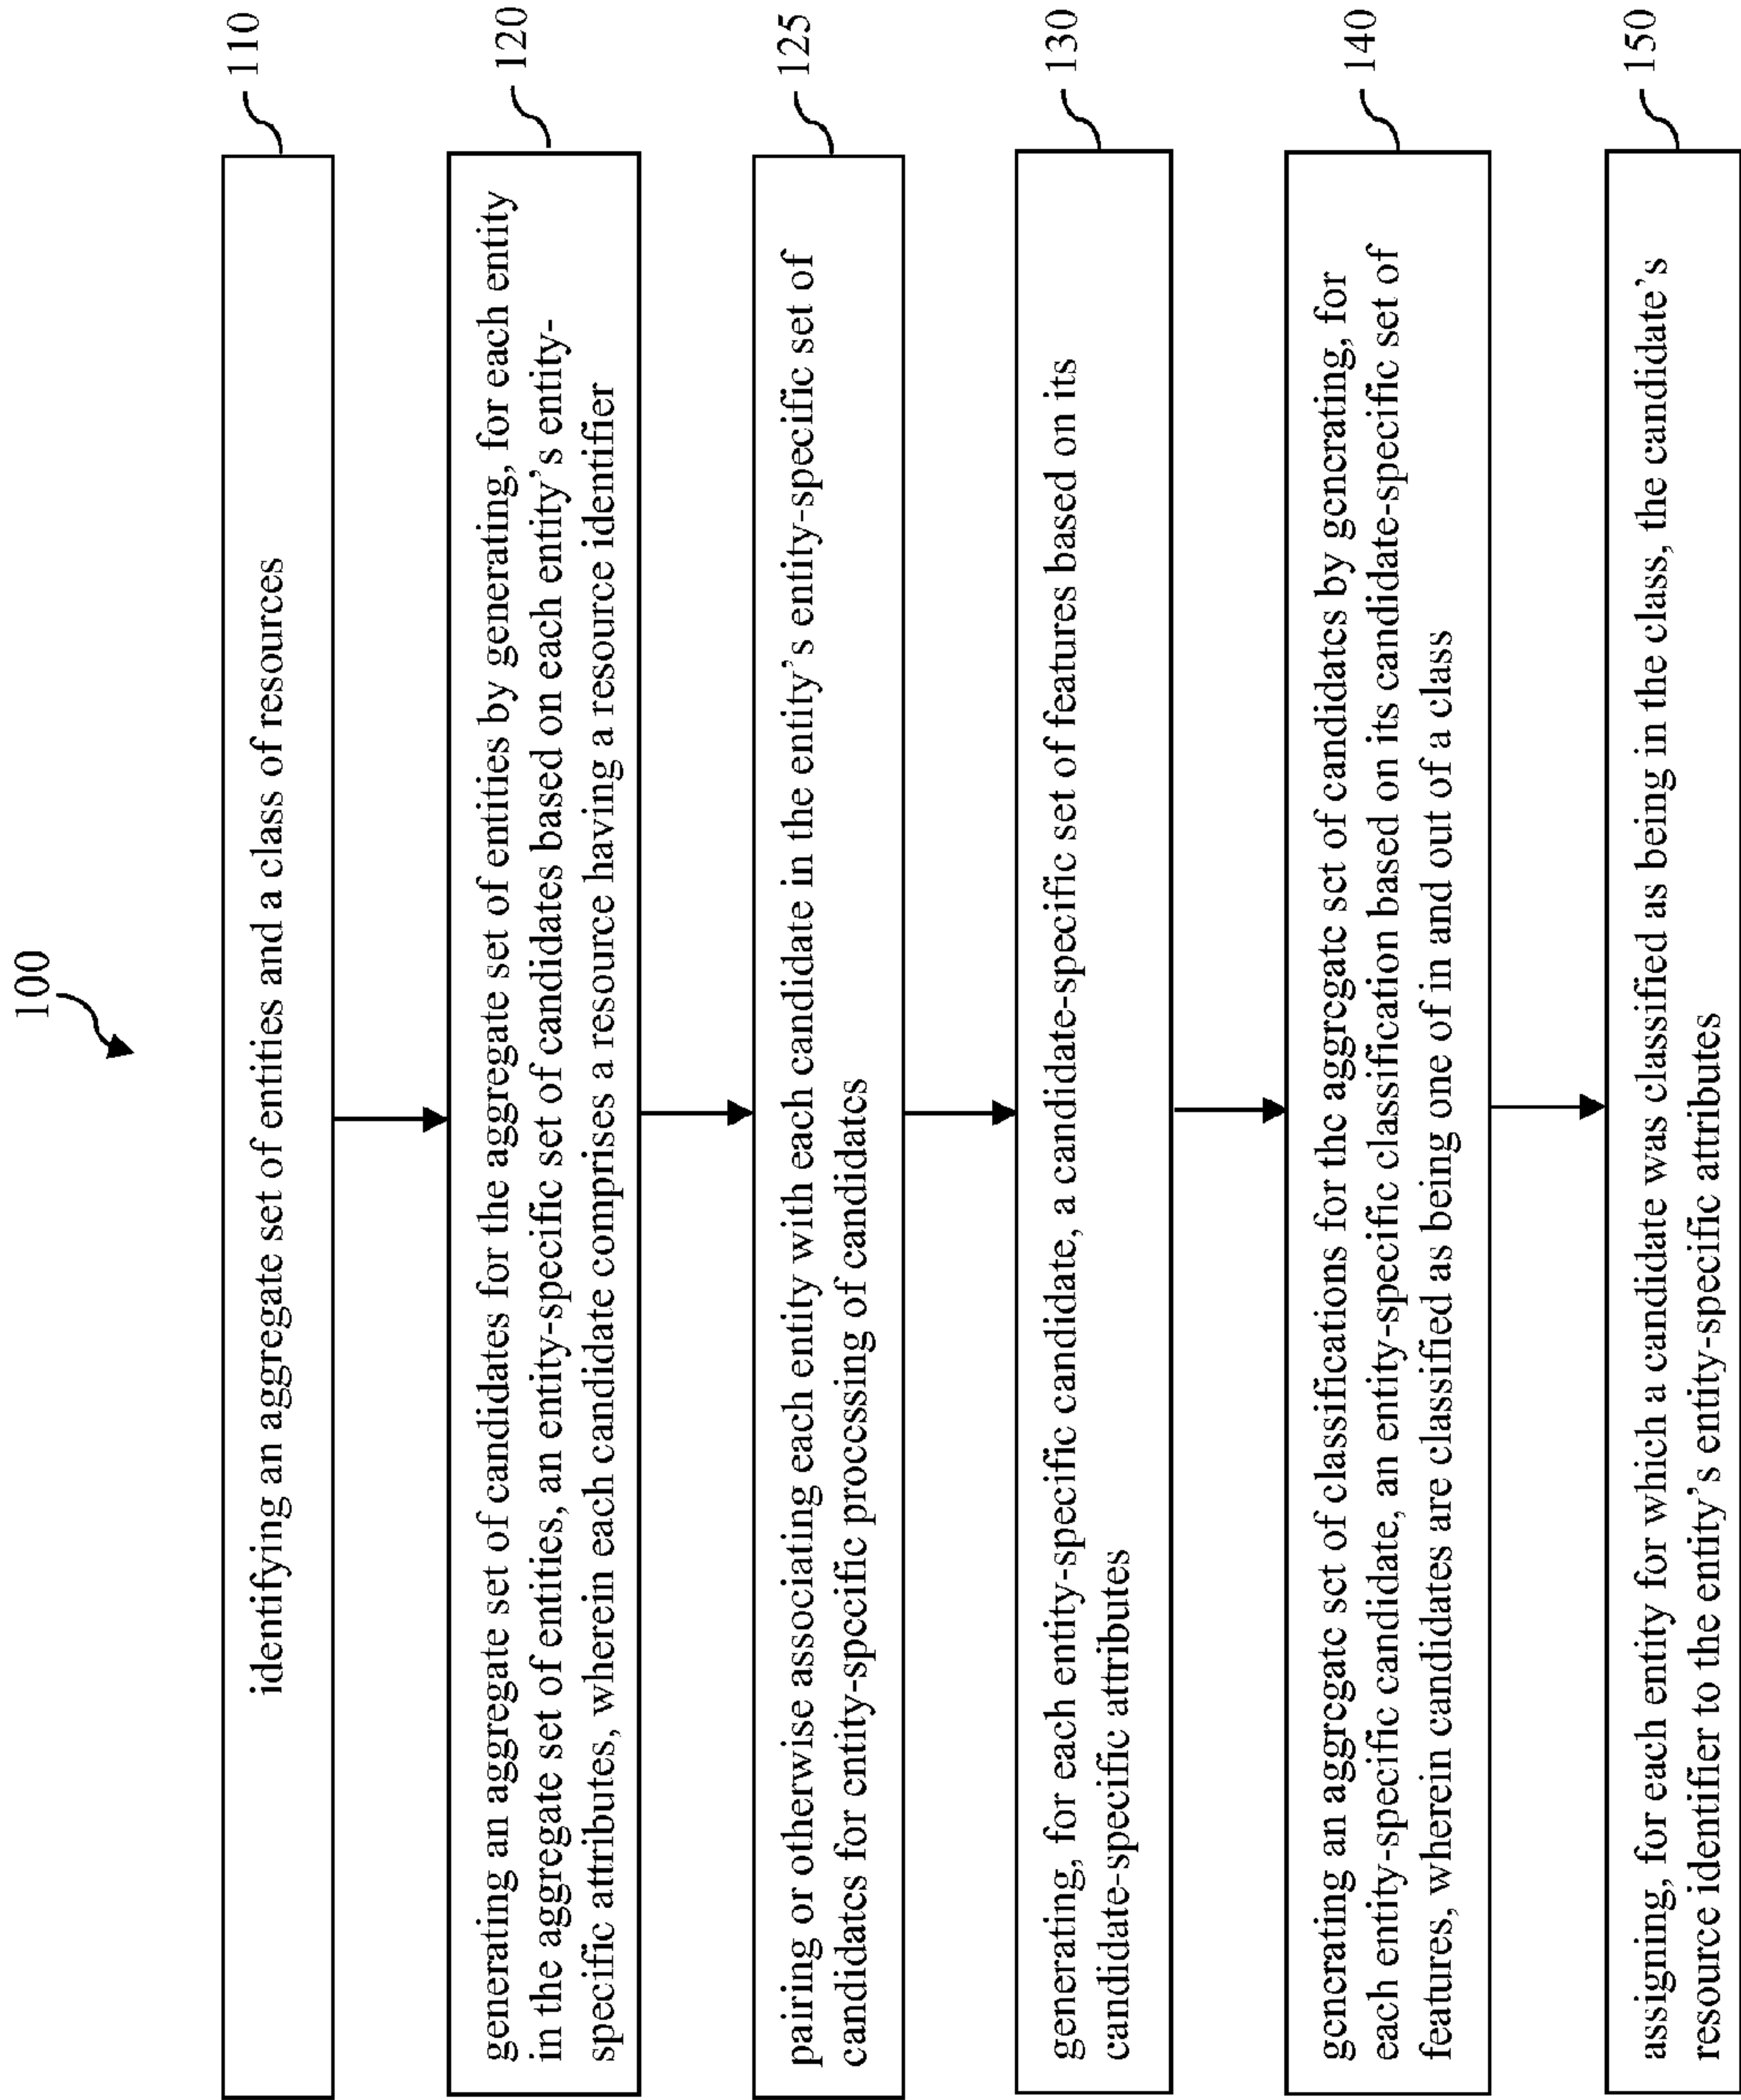 100
identifying an aggregate set of entities and a class of resources
110
generating an aggregate set of candidates for the aggregate set of entities by generating, for each entity
in the aggregate set of entities, an entity-specific set of candidates based on each entity's entity-
specific attributes, wherein each candidate comprises a resource having a resource identifier
120
pairing or otherwise associating each entity with each candidate in the entity's entity-specific set of
candidates for entity-specific processing of candidates
125
generating, for each entity-specific candidate, a candidate-specific set of features based on its
candidate-specific attributes
130
generating an aggregate set of classifications for the aggregate set of candidates by generating, for
each entity-specific candidate, an entity-specific classification based on its candidate-specific set of
features, wherein candidates are classified as being one of in and out of a class
140
assigning, for each entity for which a candidate was classified as being in the class, the candidate's
resource identifier to the entity's entity-specific attributes
150